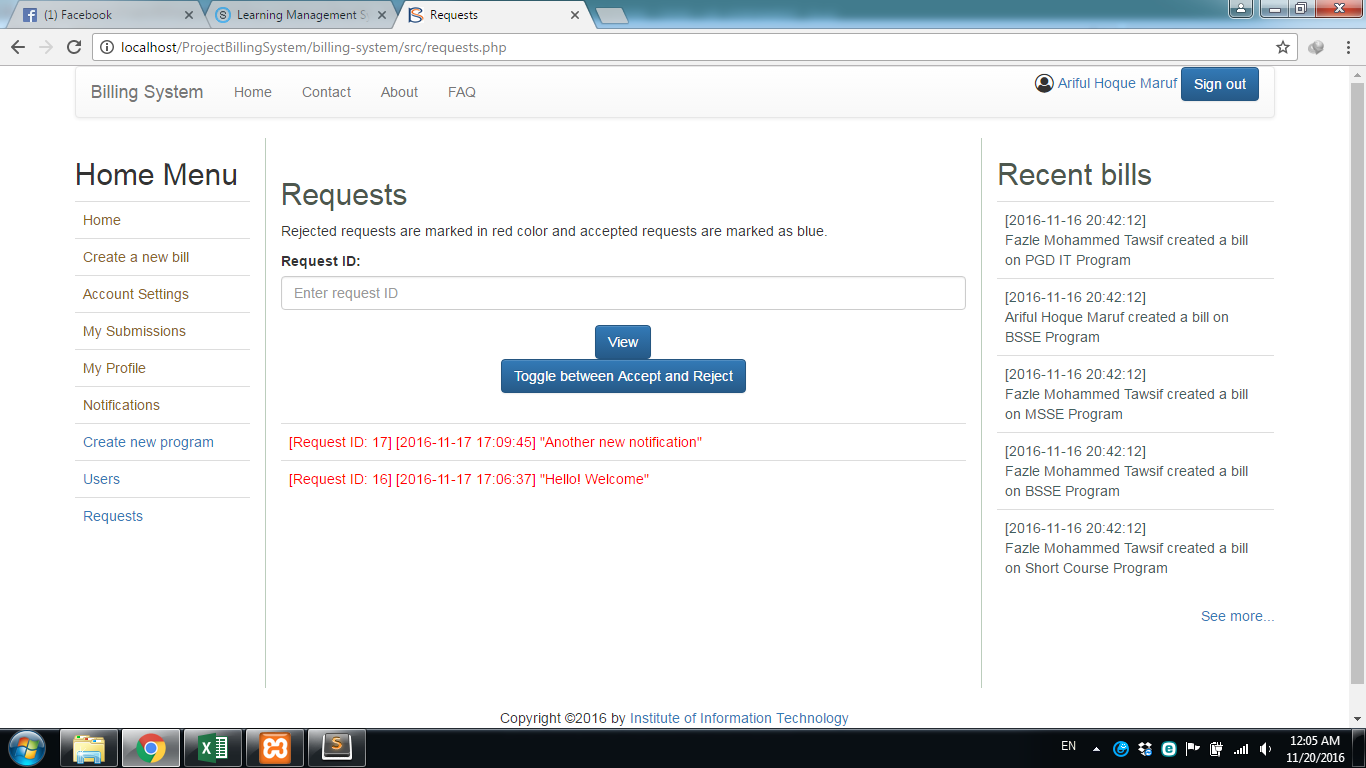 (1) Facebook
Learning Management S
Requests
localhost/ProjectBillingSystem/billing-system/src/requests.php
Billing System Home Contact About FAQ
Ariful Hoque Maruf Sign out
Home Menu
Home
Create a new bill
Account Settings
My Submissions
My Profile
Notifications
Create new program
Users
Requests
Requests
Rejected requests are marked in red color and accepted requests are marked as blue.
Request ID:
Enter request ID
View
Toggle between Accept and Reject
[Request ID: 17] [2016-11-17 17:09:45] "Another new notification"
[Request ID: 16] [2016-11-17 17:06:37] "Hello! Welcome"
Recent bills
[2016-11-16 20:42:12]
Fazle Mohammed Tawsif created a bill
on PGD IT Program
[2016-11-16 20:42:12]
Ariful Hoque Maruf created a bill on
BSSE Program
[2016-11-16 20:42:12]
Fazle Mohammed Tawsif created a bill
on MSSE Program
[2016-11-16 20:42:12]
Fazle Mohammed Tawsif created a bill
on BSSE Program
[2016-11-16 20:42:12]
Fazle Mohammed Tawsif created a bill
on Short Course Program
See more...
Copyright ©2016 by Institute of Information Technology
EN
12:05 AM
11/20/2016